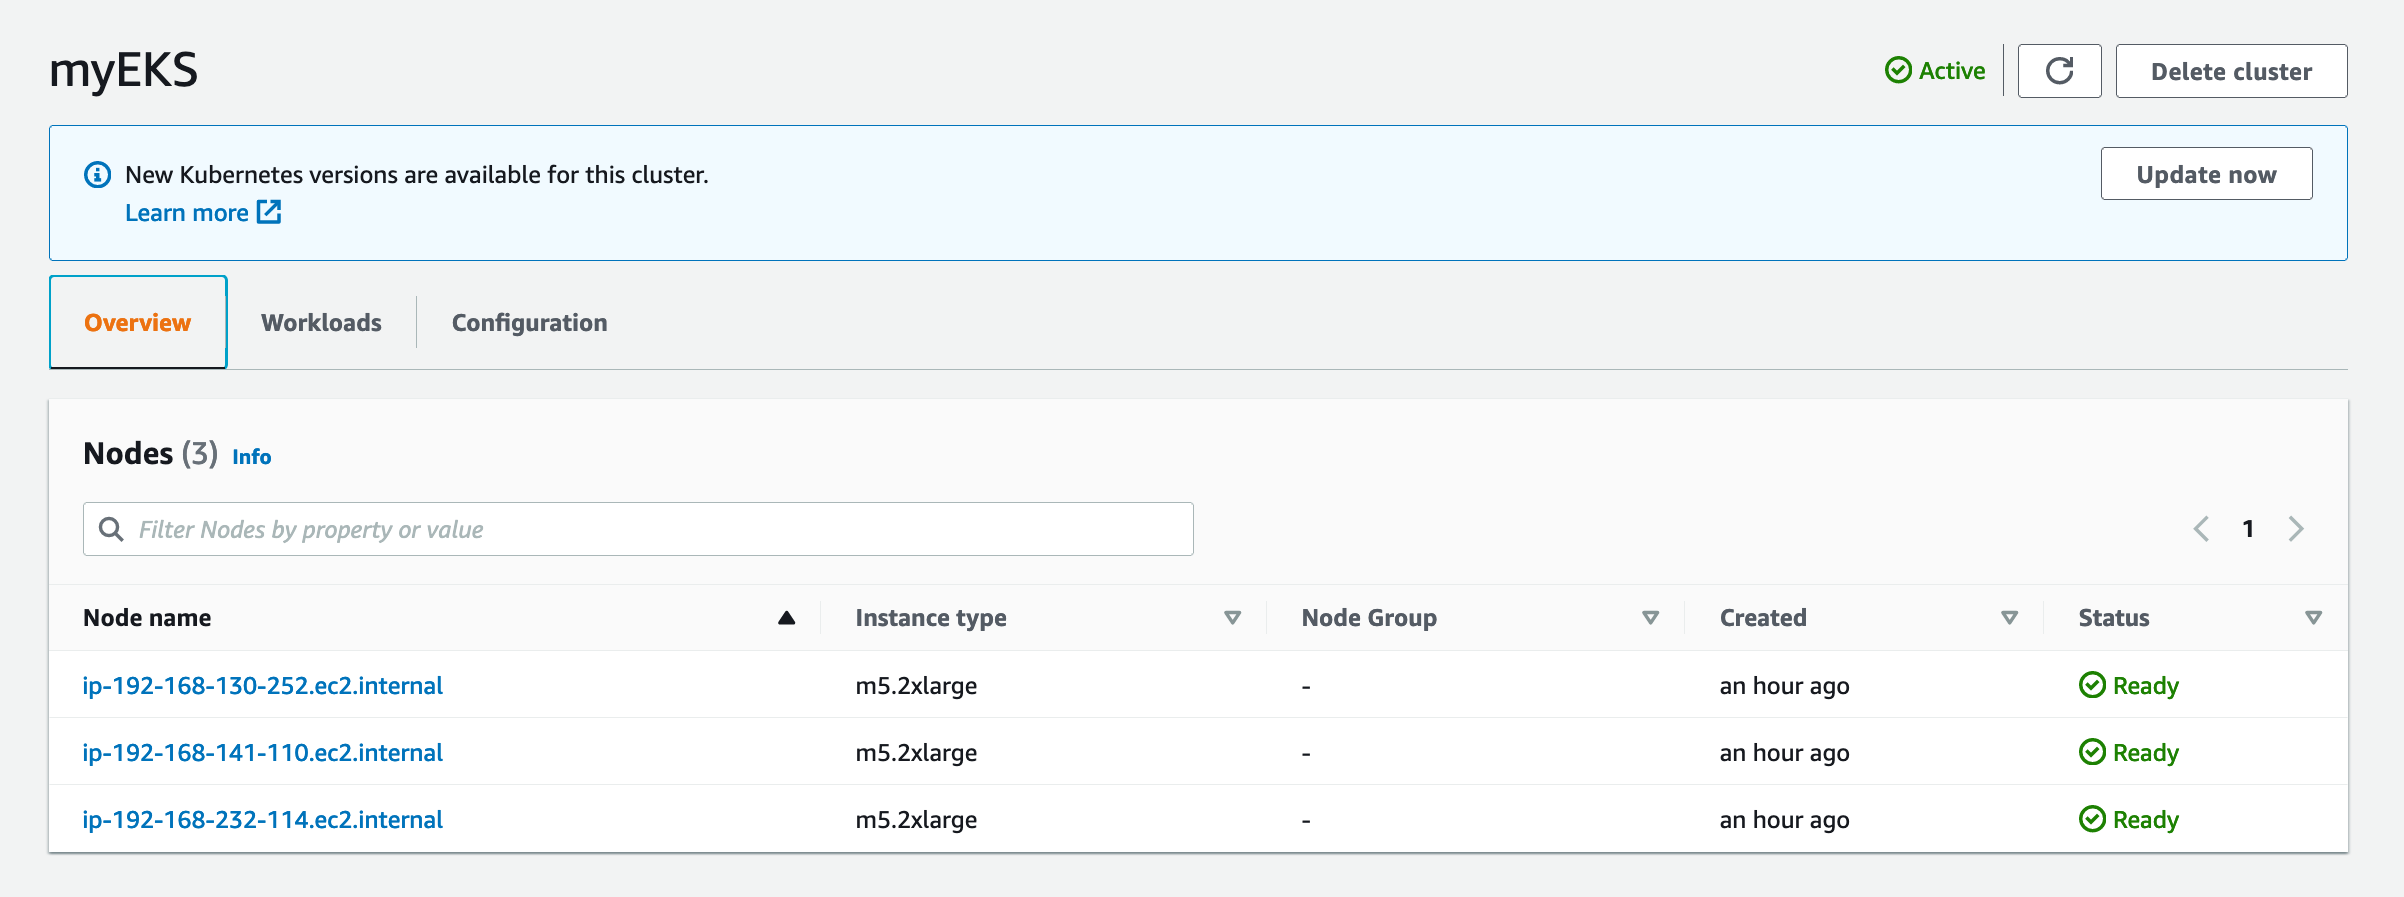 myEKS
Active
Delete cluster
New Kubernetes versions are available for this cluster.
Update now
Learn more
Overview
Workloads
Configuration
Nodes (3) Info
Filter Nodes by property or value
1
Node name Instance type Node Group Created Status
ip-192-168-130-252.ec2.internal m5.2xlarge - an hour ago Ready
ip-192-168-141-110.ec2.internal m5.2xlarge - an hour ago Ready
ip-192-168-232-114.ec2.internal m5.2xlarge - an hour ago Ready